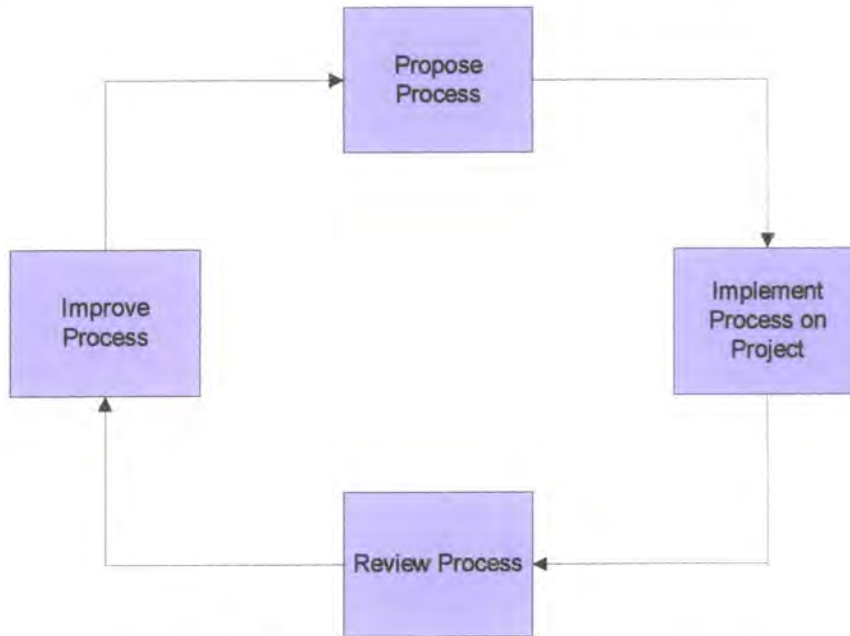 Propose
Process
Implement
Process on
Project
Review Process
Improve
Process